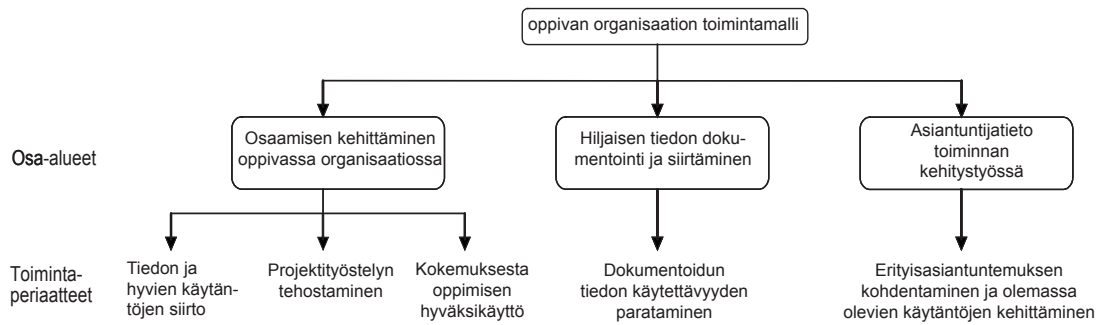 oppivan organisaation toimintamalli
Osa-alueet
Osaamisen kehittäminen
oppivassa organisaatiossa
Hiljaisen tiedon doku-
mentointi ja siirtäminen
Asiantuntijatieto
toiminnan
kehitystyössä
Toiminta-
periaatteet
Tiedon ja
hyvien käytän-
töjen siirto
Projektityöstelyn
tehostaminen
Kokemuksesta
oppimisen
hyväksikäyttö
Dokumentoidun
tiedon käytettävyyden
parataminen
Erityisasiantuntemuksen
kohdentaminen ja olemassa
olevien käytäntöjen kehittäminen